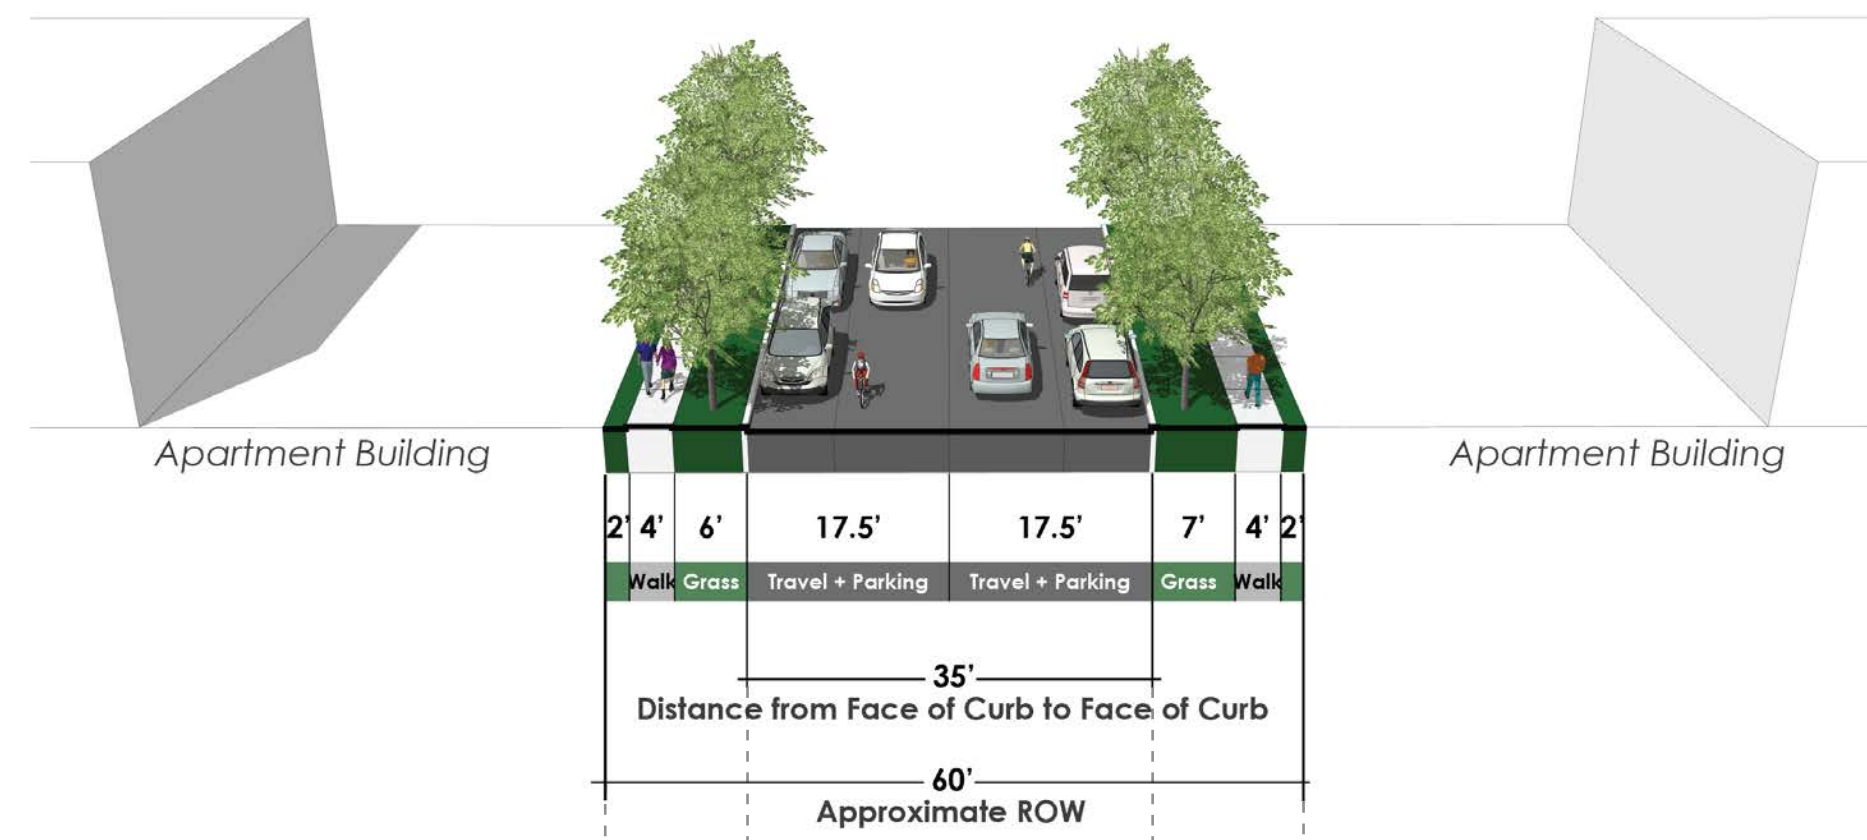 Apartment Building
Apartment Building
2’ 4’ 6’ 17.5’ 17.5’ 7’ 4’ 2’
Walk Grass Travel + Parking Travel + Parking Grass Walk
35’
Distance from Face of Curb to Face of Curb
60’
Approximate ROW